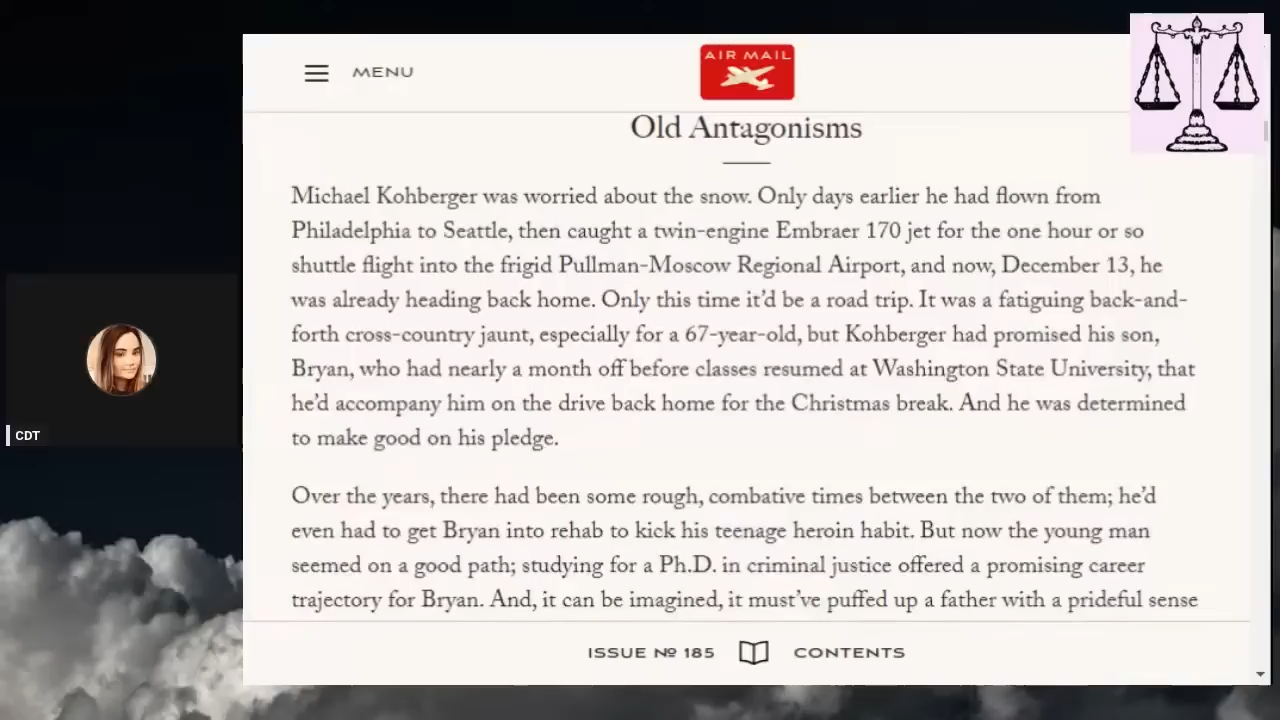 MENU
AIR MAIL
Old Antagonisms
Michael Kohberger was worried about the snow. Only days earlier he had flown from
Philadelphia to Seattle, then caught a twin-engine Embraer 170 jet for the one hour or so
shuttle flight into the frigid Pullman-Moscow Regional Airport, and now, December 13, he
was already heading back home. Only this time it’d be a road trip. It was a fatiguing back-and-
forth cross-country jaunt, especially for a 67-year-old, but Kohberger had promised his son,
Bryan, who had nearly a month off before classes resumed at Washington State University, that
he’d accompany him on the drive back home for the Christmas break. And he was determined
to make good on his pledge.
Over the years, there had been some rough, combative times between the two of them; he’d
even had to get Bryan into rehab to kick his teenage heroin habit. But now the young man
seemed on a good path; studying for a Ph.D. in criminal justice offered a promising career
trajectory for Bryan. And, it can be imagined, it must’ve puffed up a father with a prideful sense
ISSUE № 185
CONTENTS
CDT